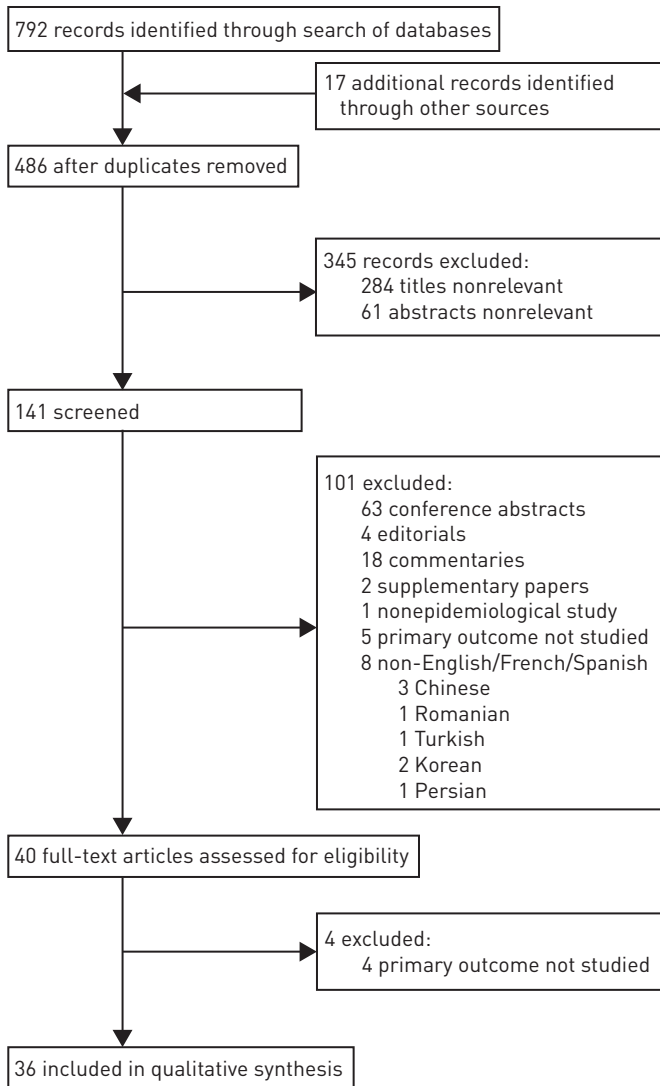 792 records identified through search of databases
17 additional records identified
through other sources
486 after duplicates removed
345 records excluded:
284 titles nonrelevant
61 abstracts nonrelevant
141 screened
101 excluded:
63 conference abstracts
4 editorials
18 commentaries
2 supplementary papers
1 nonepidemiological study
5 primary outcome not studied
8 non-English/French/Spanish
3 Chinese
1 Romanian
1 Turkish
2 Korean
1 Persian
40 full-text articles assessed for eligibility
4 excluded:
4 primary outcome not studied
36 included in qualitative synthesis